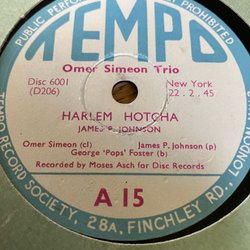 PUBLIC PERFO
PROHIBITED
TEMPO
Omer Simeon Trio
Disc 6001
(D206)
New York
22·2·45
HARLEM HOTCHA
JAMES P. JOHNSON
Omer Simeon (cl) James P. Johnson (p)
George 'Pops' Foster (b)
Recorded by Moses Asch for Disc Records
A 15
TEMPO RECORD SOCIETY, 28A, FINCHLEY RD., LONDON